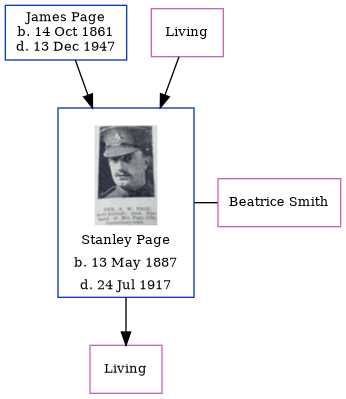 James Page
b. 14 Oct 1861
d. 13 Dec 1947
Living
Stanley Page
b. 13 May 1887
d. 24 Jul 1917
Beatrice Smith
Living